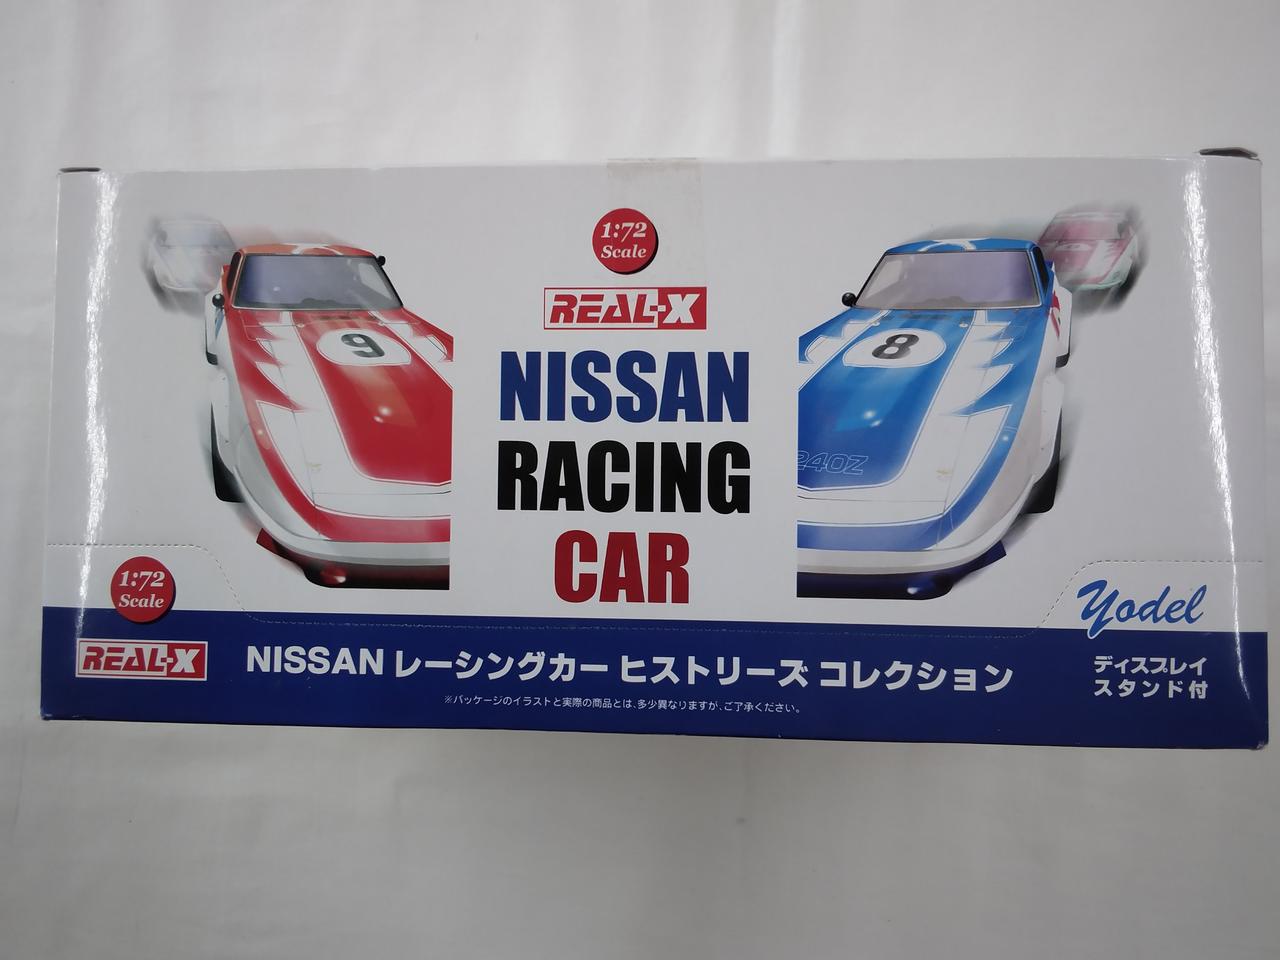 1:72
Scale
REAL-X
NISSAN
RACING
CAR
9
8
240Z
1:72
Scale
REAL-X
NISSAN レーシングカー ヒストリーズ コレクション
※パッケージのイラストと実際の商品とは、多少異なりますが、ご了承ください。
Yodel
ディスプレイ
スタンド付